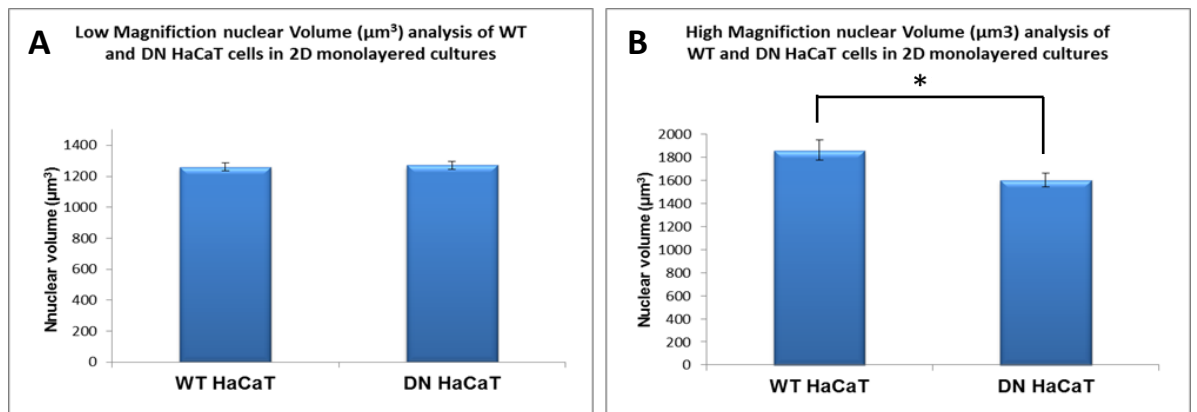 A
Low Magnifiction nuclear Volume (µm³) analysis of WT
and DN HaCaT cells in 2D monolayered cultures
Nnuclear volume (µm³)
1400
1200
1000
800
600
400
200
0
WT HaCaT
DN HaCaT
B
High Magnifiction nuclear Volume (µm3) analysis of
WT and DN HaCaT cells in 2D monolayered cultures
*
Nuclear volume (µm³)
2000
1800
1600
1400
1200
1000
800
600
400
200
0
WT HaCaT
DN HaCaT